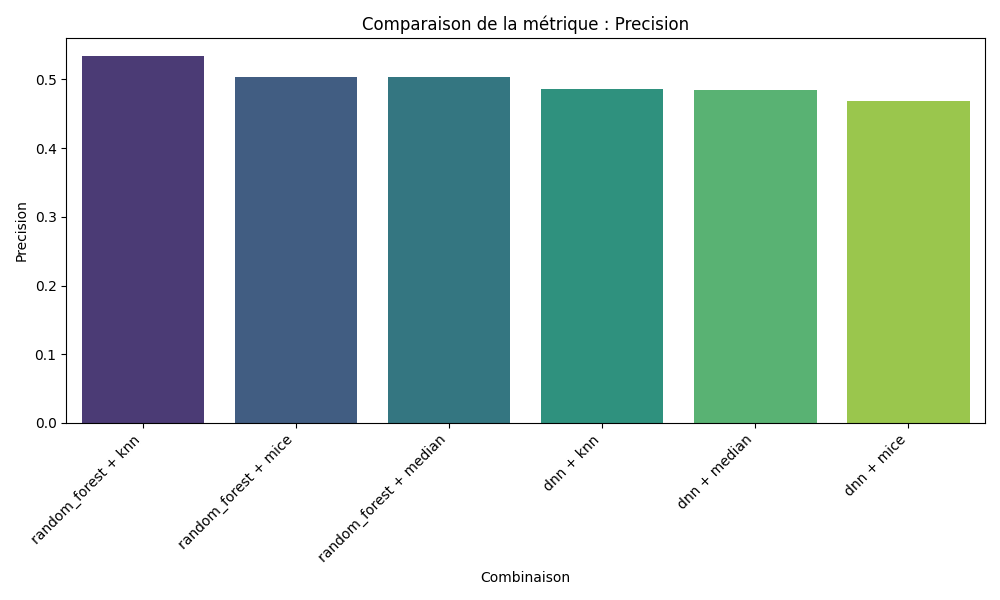 Comparaison de la métrique : Precision
Precision
0.5
0.4
0.3
0.2
0.1
0.0
random_forest + knn
random_forest + mice
random_forest + median
dnn + knn
dnn + median
dnn + mice
Combinaison